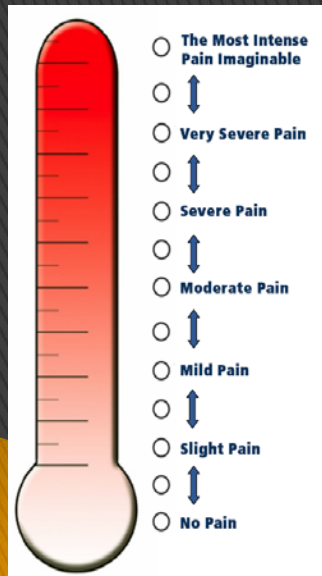 The Most Intense
Pain Imaginable
Very Severe Pain
Severe Pain
Moderate Pain
Mild Pain
Slight Pain
No Pain